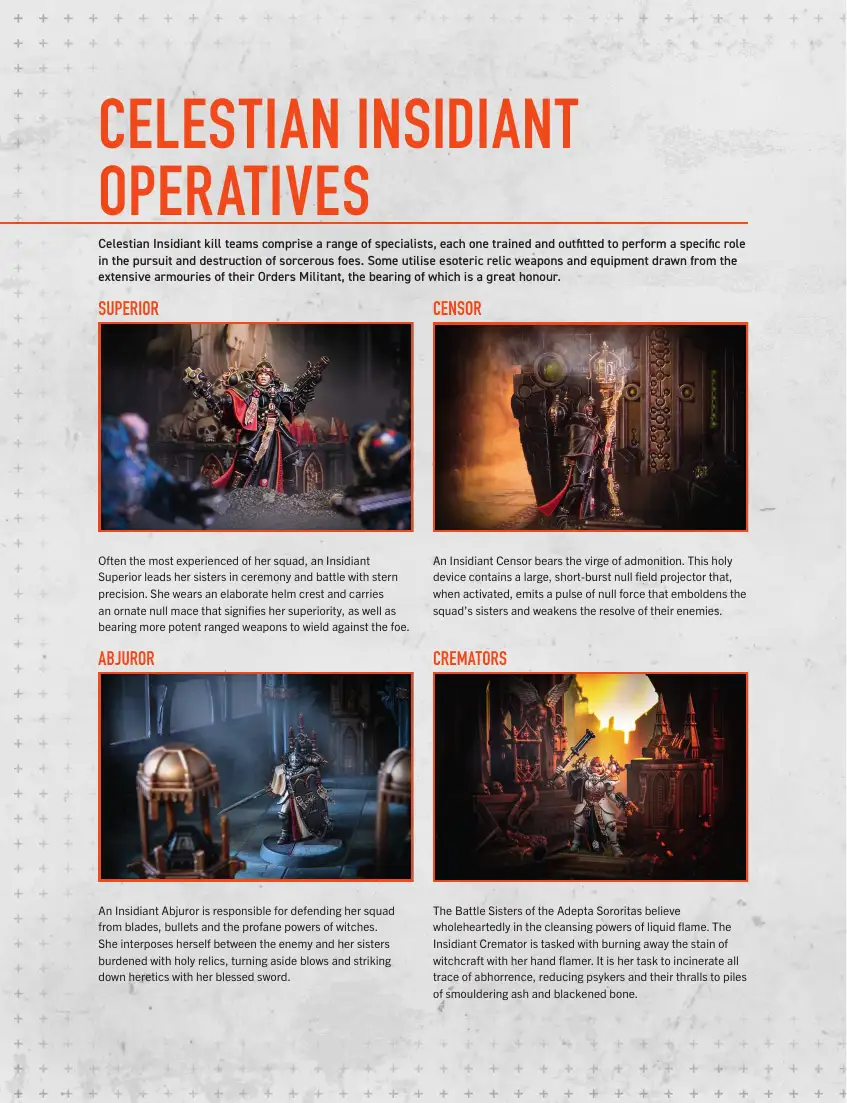 CELESTIAN INSIDIANT
OPERATIVES
Celestian Insidiant kill teams comprise a range of specialists, each one trained and outfitted to perform a specific role
in the pursuit and destruction of sorcerous foes. Some utilise esoteric relic weapons and equipment drawn from the
extensive armouries of their Orders Militant, the bearing of which is a great honour.
SUPERIOR
Often the most experienced of her squad, an Insidiant
Superior leads her sisters in ceremony and battle with stern
precision. She wears an elaborate helm crest and carries
an ornate null mace that signifies her superiority, as well as
bearing more potent ranged weapons to wield against the foe.
CENSOR
An Insidiant Censor bears the virge of admonition. This holy
device contains a large, short-burst null field projector that,
when activated, emits a pulse of null force that emboldens the
squad's sisters and weakens the resolve of their enemies.
ABJUROR
An Insidiant Abjuror is responsible for defending her squad
from blades, bullets and the profane powers of witches.
She interposes herself between the enemy and her sisters
burdened with holy relics, turning aside blows and striking
down heretics with her blessed sword.
CREMATORS
The Battle Sisters of the Adepta Sororitas believe
wholeheartedly in the cleansing powers of liquid flame. The
Insidiant Cremator is tasked with burning away the stain of
witchcraft with her hand flamer. It is her task to incinerate all
trace of abhorrence, reducing psykers and their thralls to piles
of smouldering ash and blackened bone.